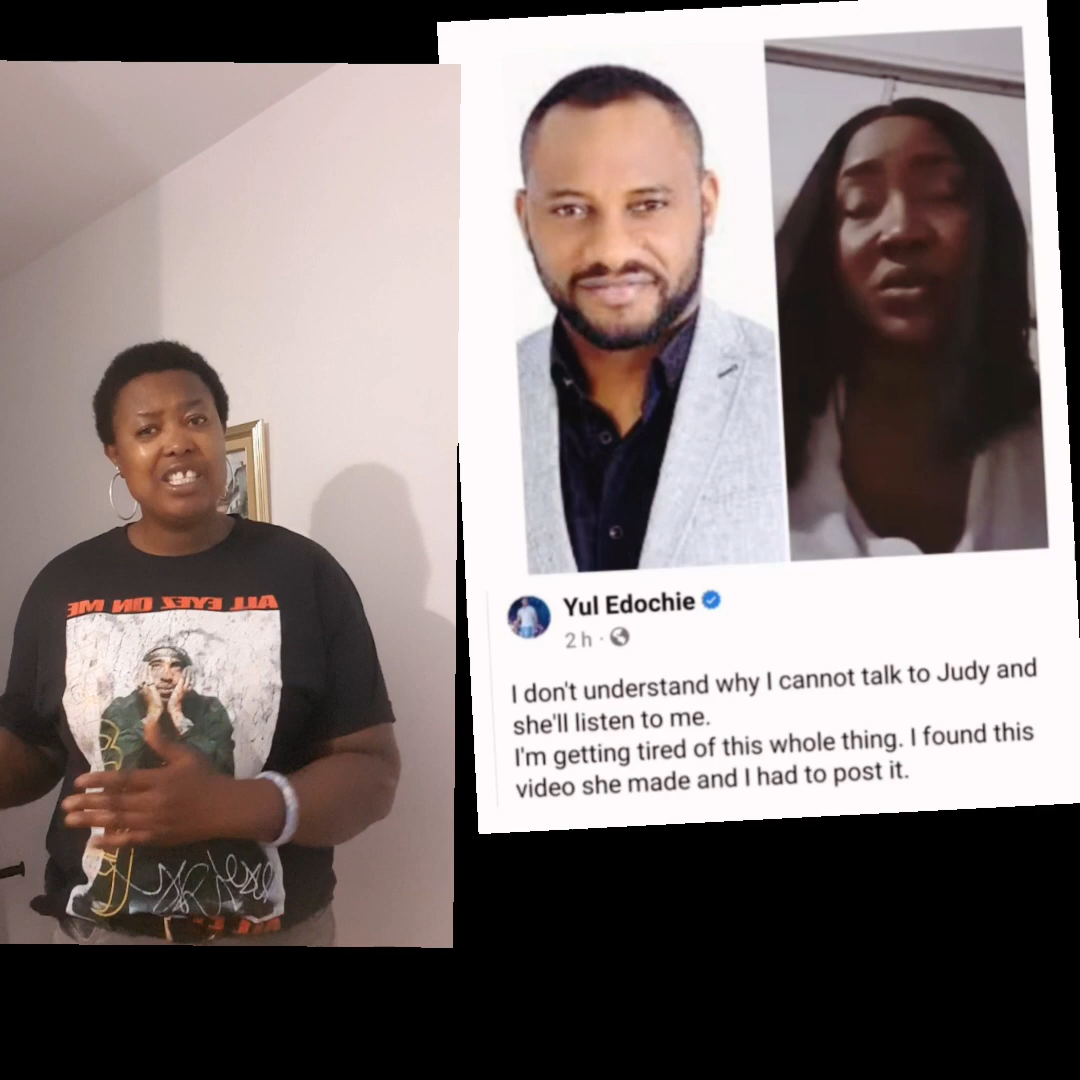 ALL EYEZ ON ME
Yul Edochie
2 h ·
I don't understand why I cannot talk to Judy and
she'll listen to me.
I'm getting tired of this whole thing. I found this
video she made and I had to post it.